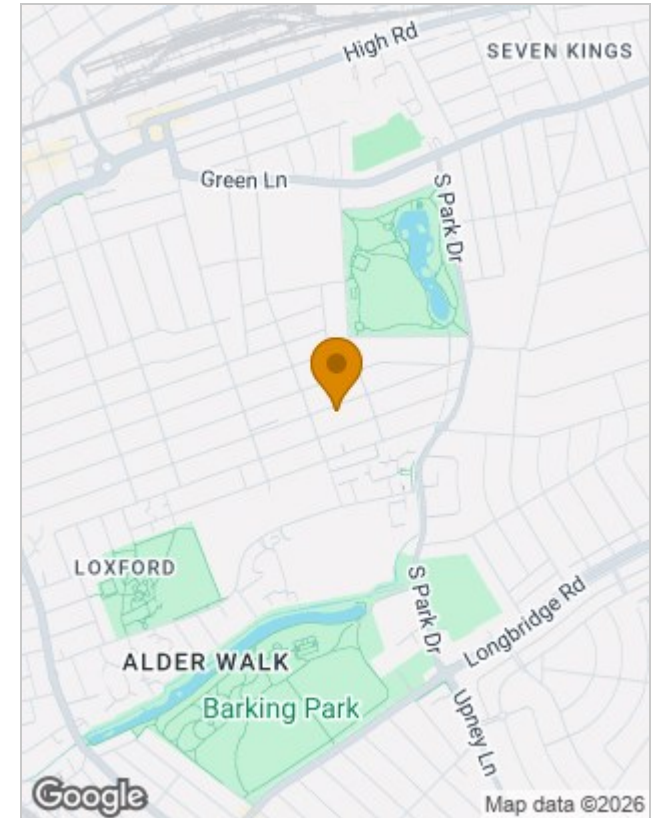 High Rd
SEVEN KINGS
Green Ln
S Park Dr
LOXFORD
S Park Dr
Longbridge Rd
ALDER WALK
Barking Park
Upney Ln
Google
Map data ©2026